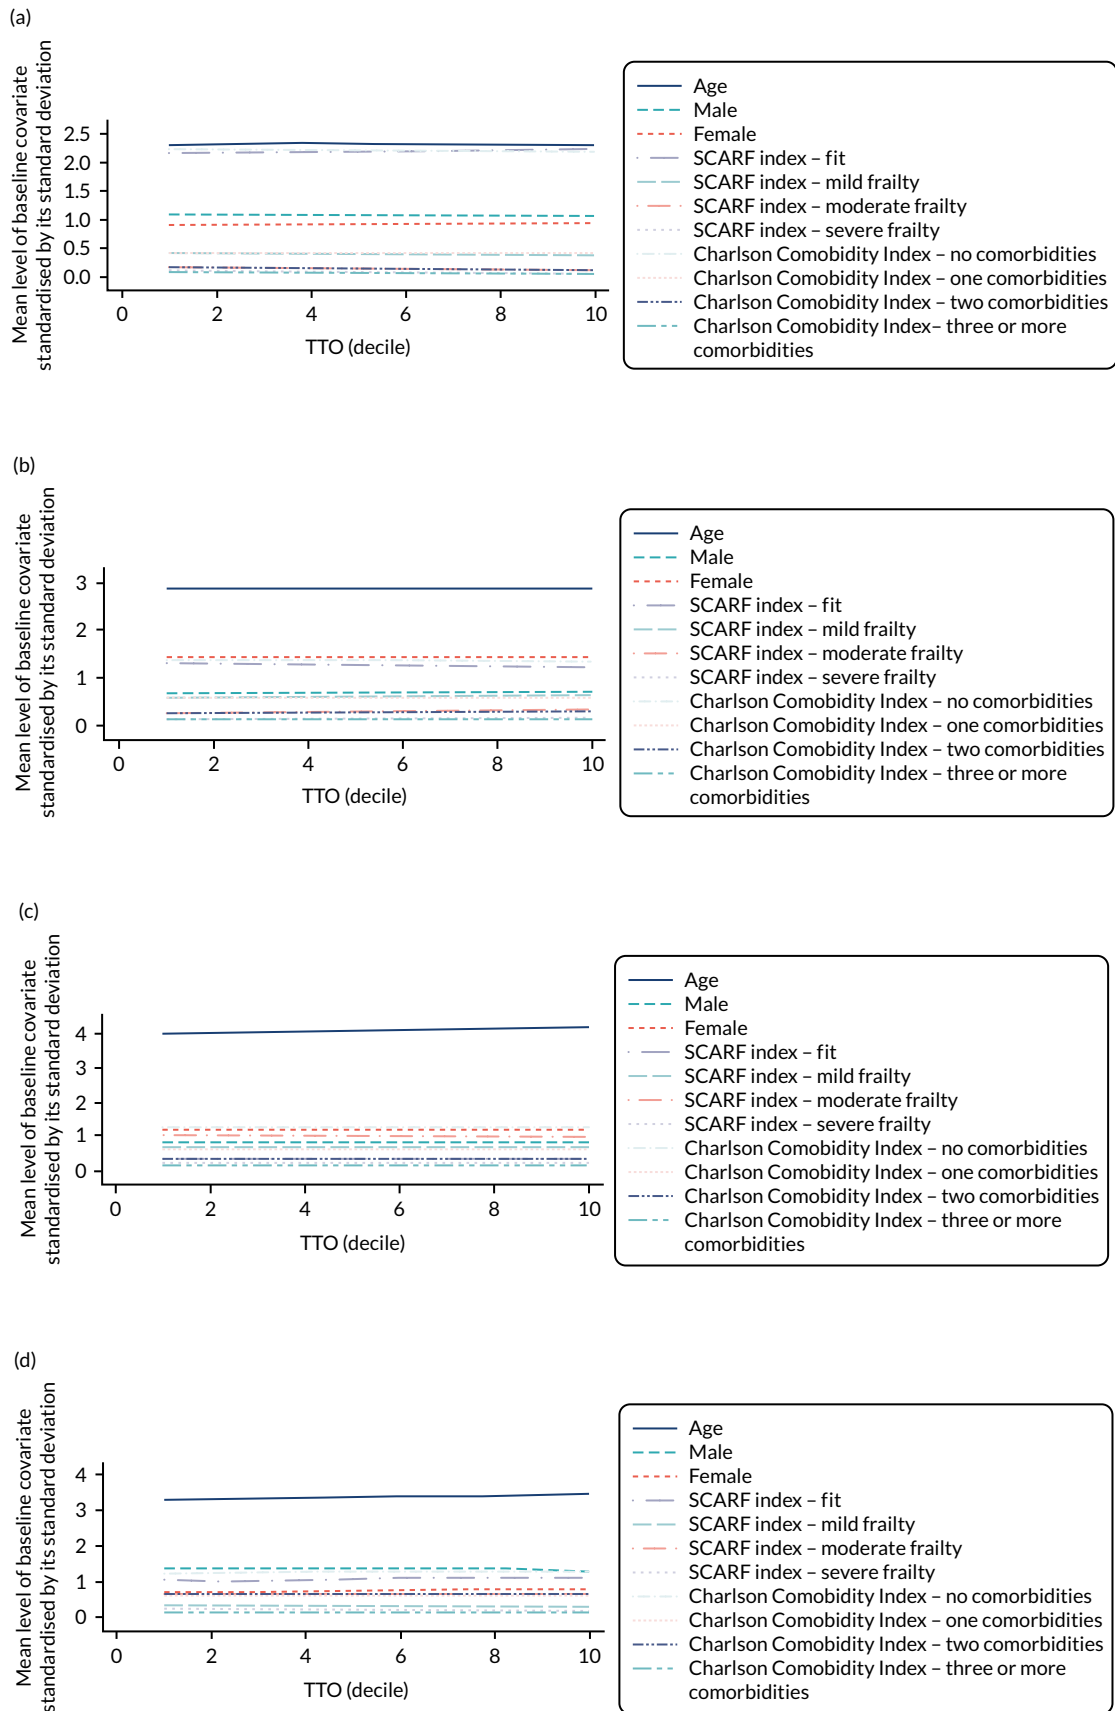 (a)
Mean level of baseline covariate
standardised by its standard deviation
2.5
2.0
1.5
1.0
0.5
0.0
0
2
4
6
8
10
TTO (decile)
Age
Male
Female
SCARF index – fit
SCARF index – mild frailty
SCARF index – moderate frailty
SCARF index – severe frailty
Charlson Comobidity Index – no comorbidities
Charlson Comobidity Index – one comorbidities
Charlson Comobidity Index – two comorbidities
Charlson Comobidity Index– three or more
comorbidities
(b)
Mean level of baseline covariate
standardised by its standard deviation
3
2
1
0
0
2
4
6
8
10
TTO (decile)
Age
Male
Female
SCARF index – fit
SCARF index – mild frailty
SCARF index – moderate frailty
SCARF index – severe frailty
Charlson Comobidity Index – no comorbidities
Charlson Comobidity Index – one comorbidities
Charlson Comobidity Index – two comorbidities
Charlson Comobidity Index – three or more
comorbidities
(c)
Mean level of baseline covariate
standardised by its standard deviation
4
3
2
1
0
0
2
4
6
8
10
TTO (decile)
Age
Male
Female
SCARF index – fit
SCARF index – mild frailty
SCARF index – moderate frailty
SCARF index – severe frailty
Charlson Comobidity Index – no comorbidities
Charlson Comobidity Index – one comorbidities
Charlson Comobidity Index – two comorbidities
Charlson Comobidity Index – three or more
comorbidities
(d)
Mean level of baseline covariate
standardised by its standard deviation
4
3
2
1
0
0
2
4
6
8
10
TTO (decile)
Age
Male
Female
SCARF index – fit
SCARF index – mild frailty
SCARF index – moderate frailty
SCARF index – severe frailty
Charlson Comobidity Index – no comorbidities
Charlson Comobidity Index – one comorbidities
Charlson Comobidity Index – two comorbidities
Charlson Comobidity Index – three or more
comorbidities